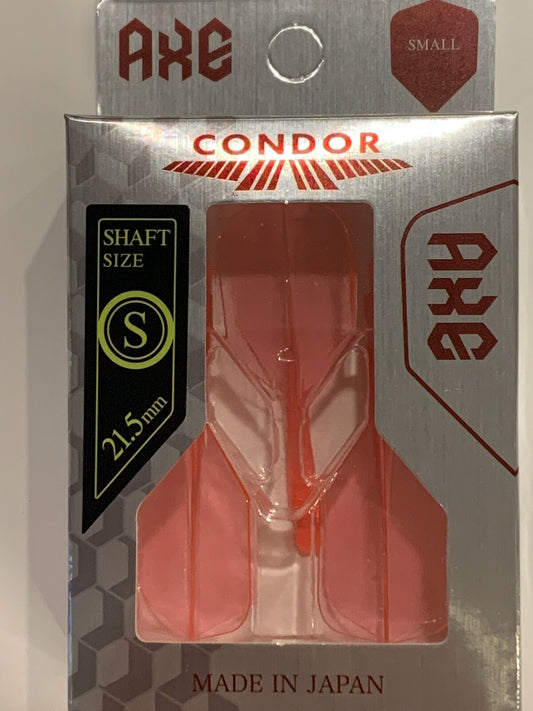 AXE
SMALL
CONDOR
SHAFT
SIZE
S
21.5mm
AXE
MADE IN JAPAN